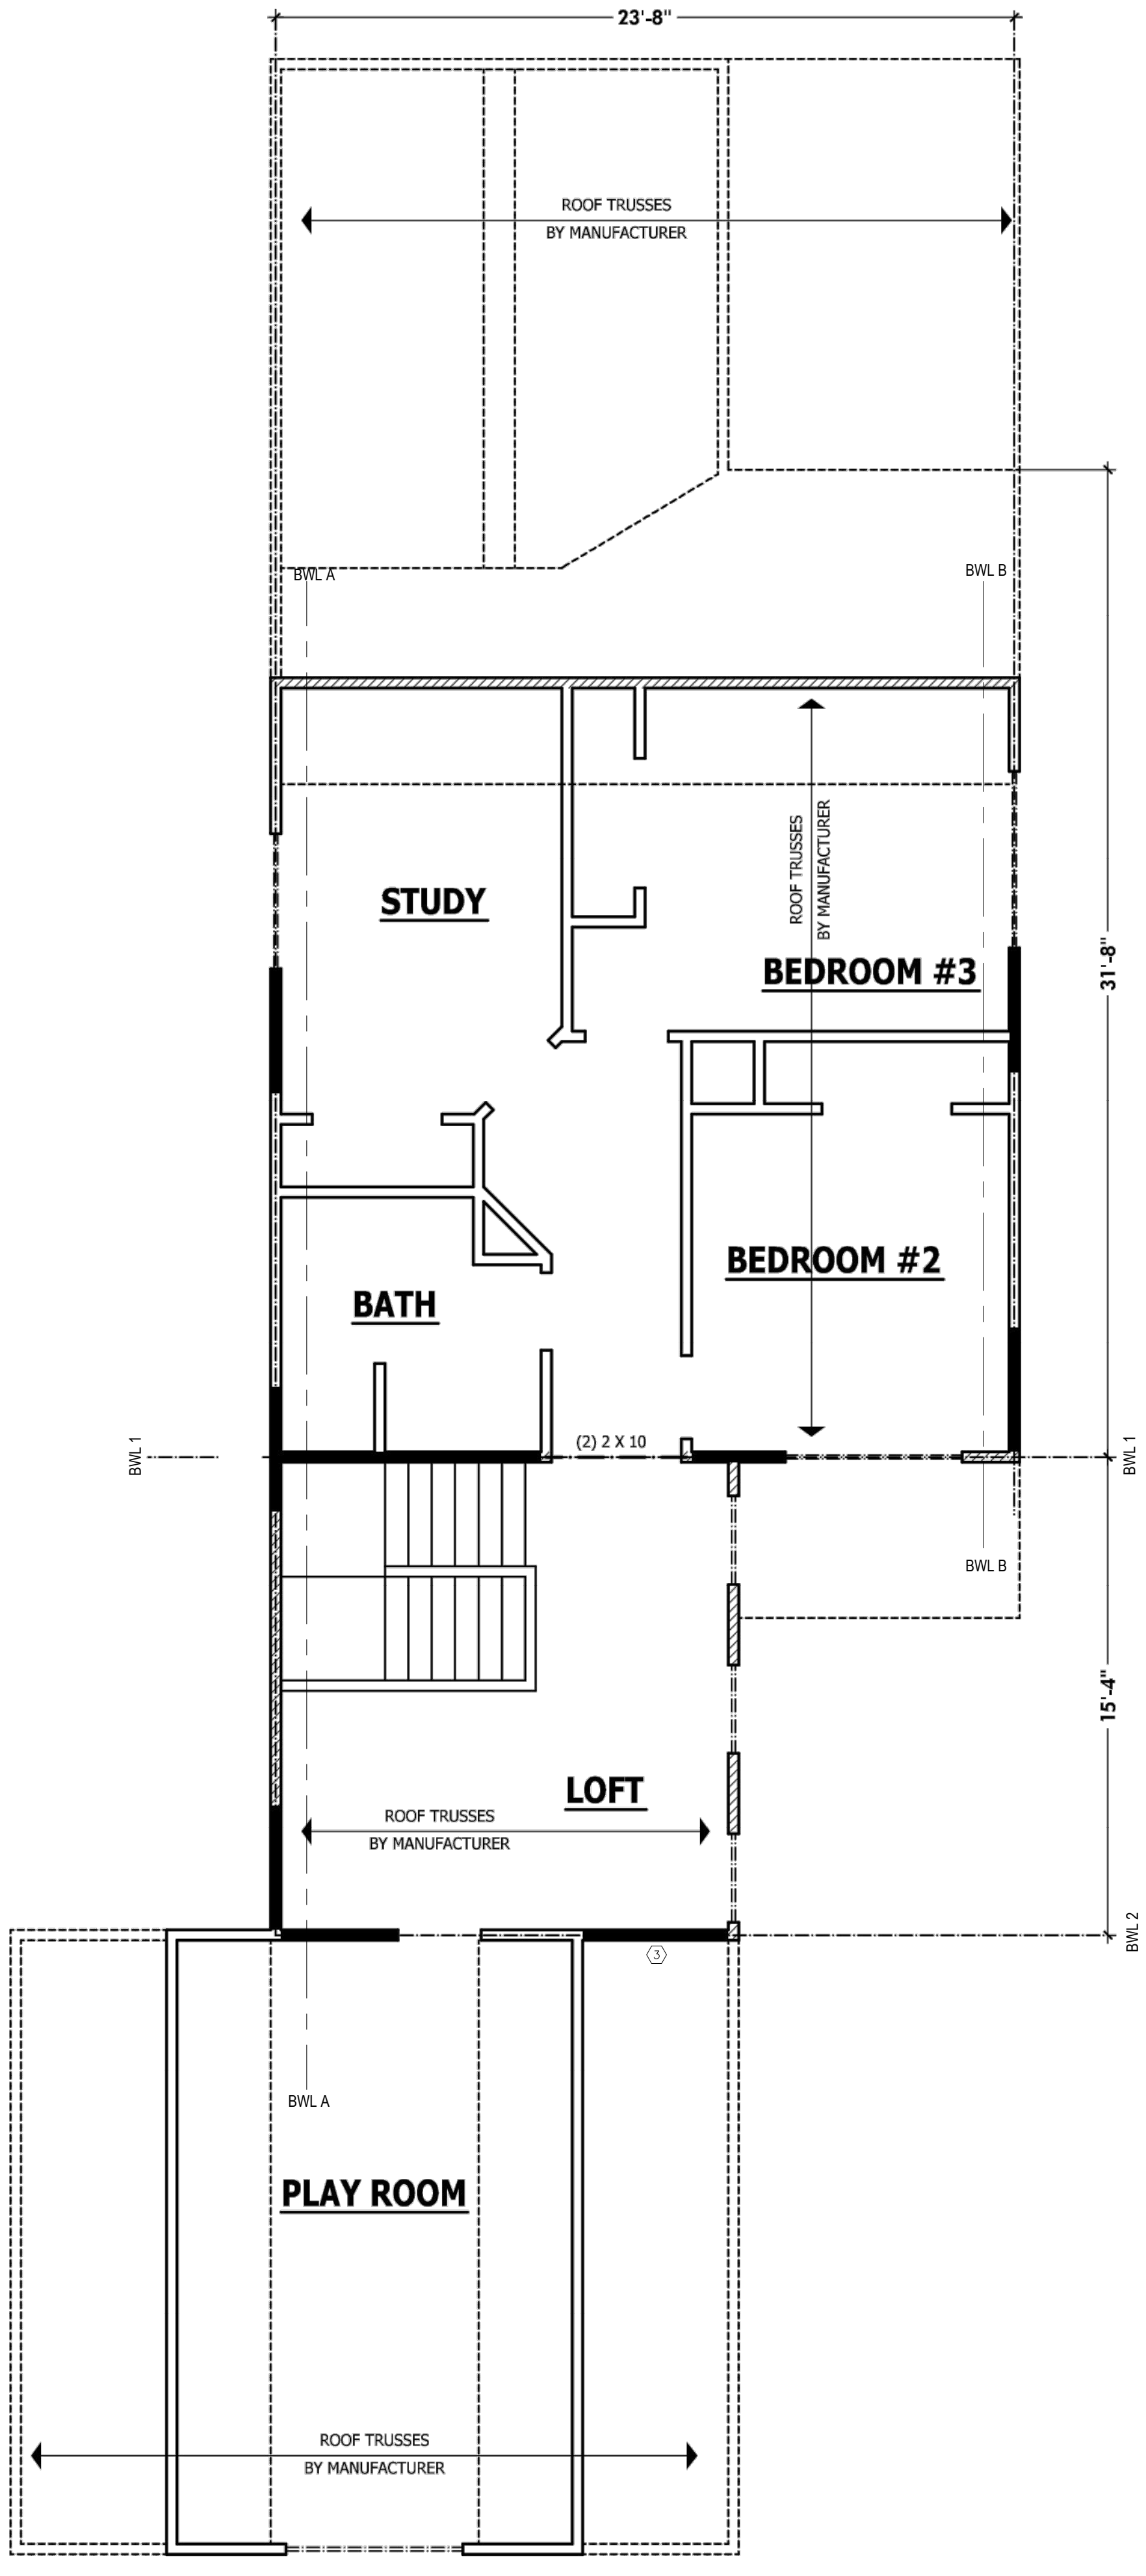 23'-8"
ROOF TRUSSES
BY MANUFACTURER
BWL A
BWL B
ROOF TRUSSES
BY MANUFACTURER
STUDY
31'-8"
BEDROOM #3
BEDROOM #2
BATH
(2) 2 X 10
BWL 1
BWL 1
BWL B
15'-4"
LOFT
ROOF TRUSSES
BY MANUFACTURER
BWL 2
3
BWL A
PLAY ROOM
ROOF TRUSSES
BY MANUFACTURER